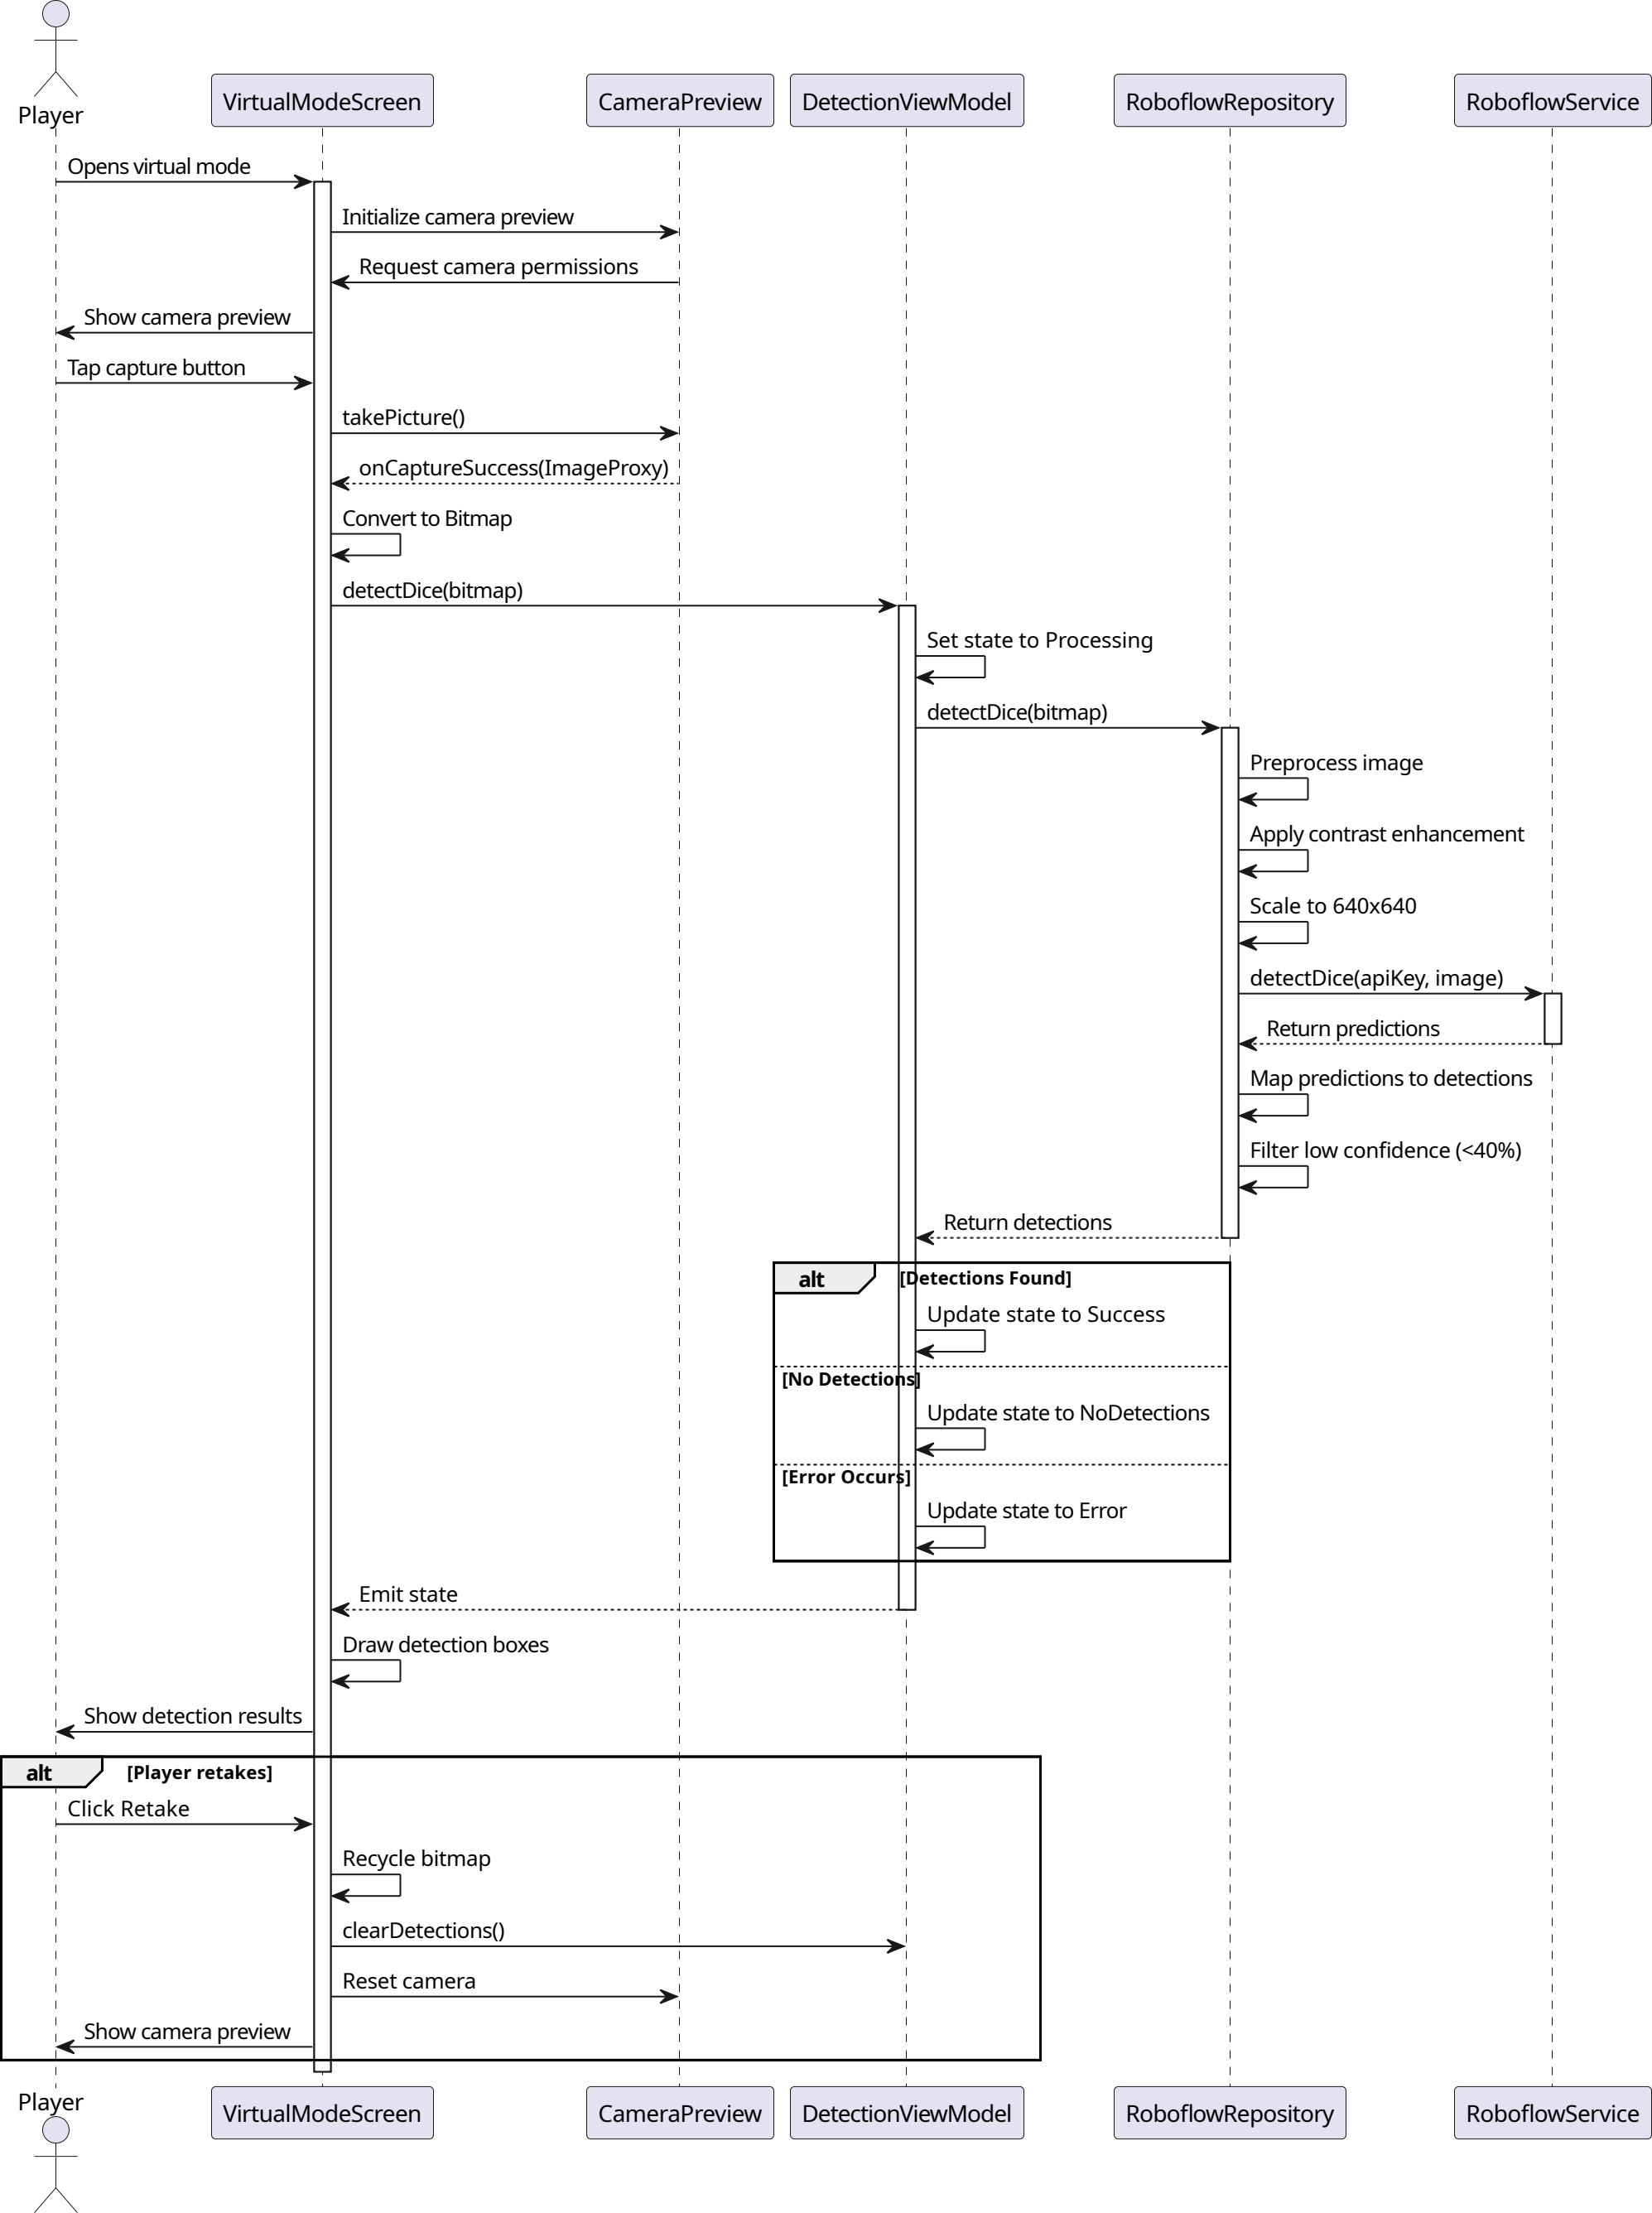 Player
VirtualModeScreen
CameraPreview
DetectionViewModel
RoboflowRepository
RoboflowService
Opens virtual mode
Initialize camera preview
Request camera permissions
Show camera preview
Tap capture button
takePicture()
onCaptureSuccess(ImageProxy)
Convert to Bitmap
detectDice(bitmap)
Set state to Processing
detectDice(bitmap)
Preprocess image
Apply contrast enhancement
Scale to 640x640
detectDice(apiKey, image)
Return predictions
Map predictions to detections
Filter low confidence (<40%)
Return detections
alt [Detections Found]
Update state to Success
[No Detections]
Update state to NoDetections
[Error Occurs]
Update state to Error
Emit state
Draw detection boxes
Show detection results
alt [Player retakes]
Click Retake
Recycle bitmap
clearDetections()
Reset camera
Show camera preview
Player
VirtualModeScreen
CameraPreview
DetectionViewModel
RoboflowRepository
RoboflowService